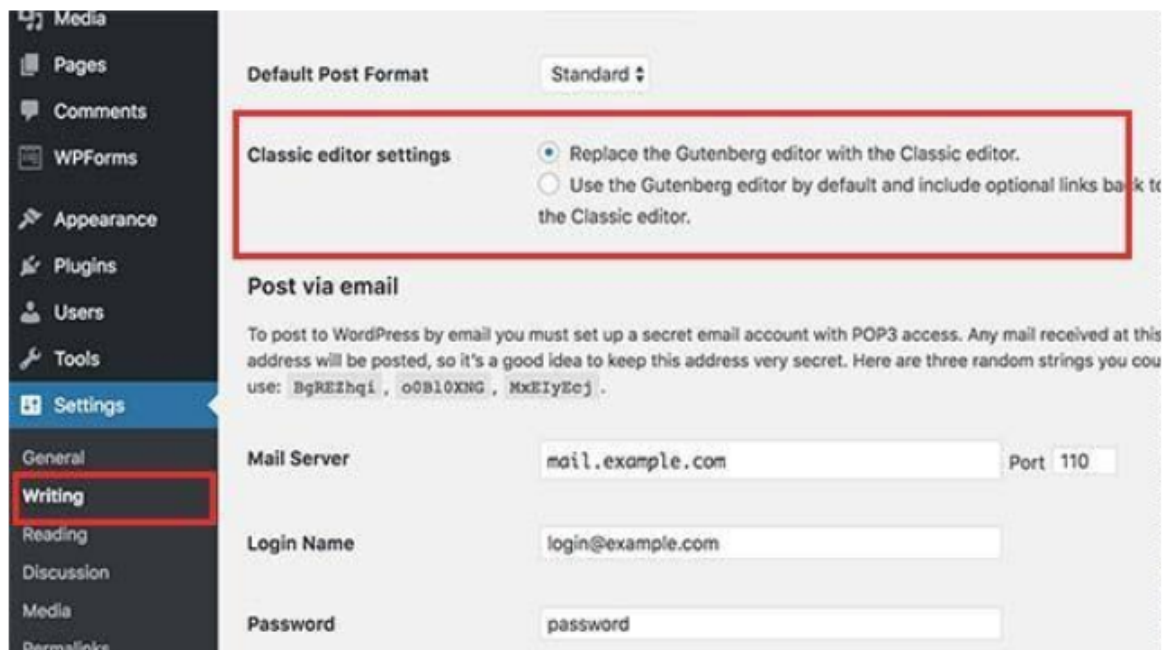 Media
Pages
Comments
WPForms
Appearance
Plugins
Users
Tools
Settings
General
Writing
Reading
Discussion
Media
Permalinks
Default Post Format
Standard
Classic editor settings
Replace the Gutenberg editor with the Classic editor.
Use the Gutenberg editor by default and include optional links back to
the Classic editor.
Post via email
To post to WordPress by email you must set up a secret email account with POP3 access. Any mail received at this
address will be posted, so it's a good idea to keep this address very secret. Here are three random strings you cou
use: BgREZhqi , o0Bl0XNG , MxEIyEcj .
Mail Server
mail.example.com
Port 110
Login Name
login@example.com
Password
password